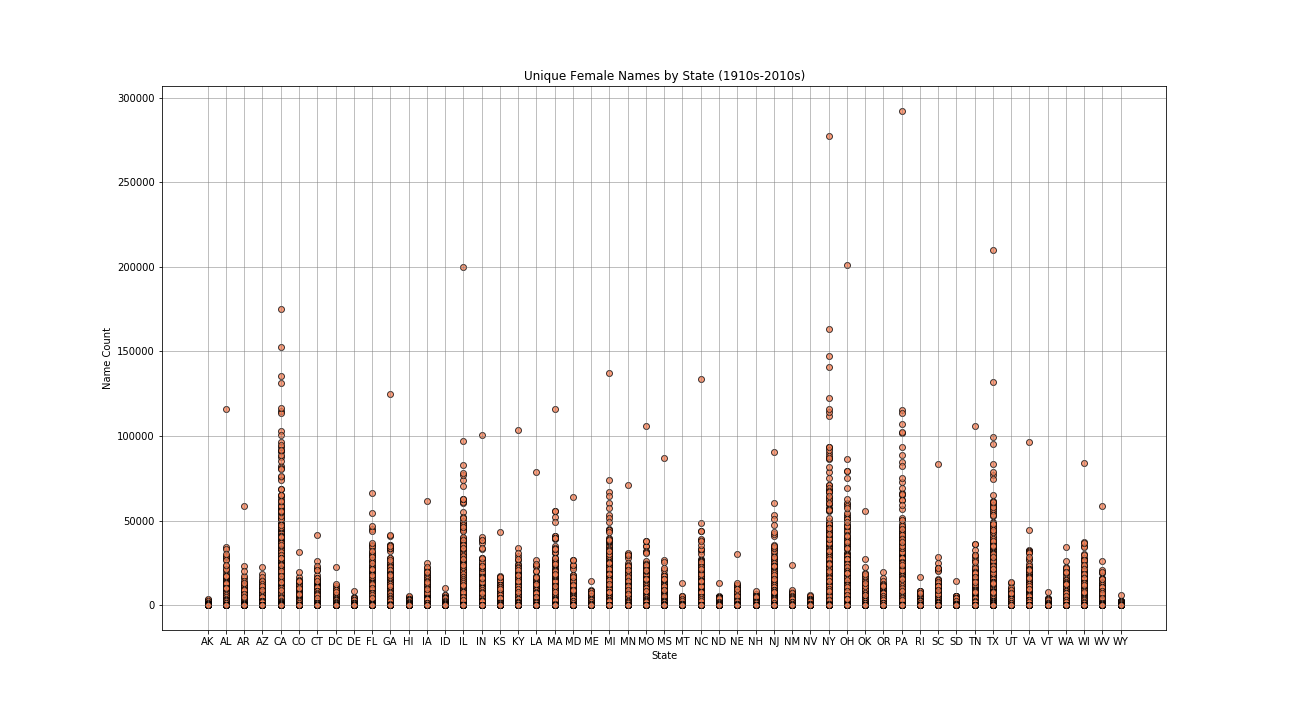 Unique Female Names by State (1910s-2010s)
300000
250000
200000
150000
100000
50000
0
Name Count
AK AL AR AZ CA CO CT DC DE FL GA HI IA ID IL IN KS KY LA MA MD ME MI MN MO MS MT NC ND NE NH NJ NM NV NY OH OK OR PA RI SC SD TN TX UT VA VT WA WI WV WY
State